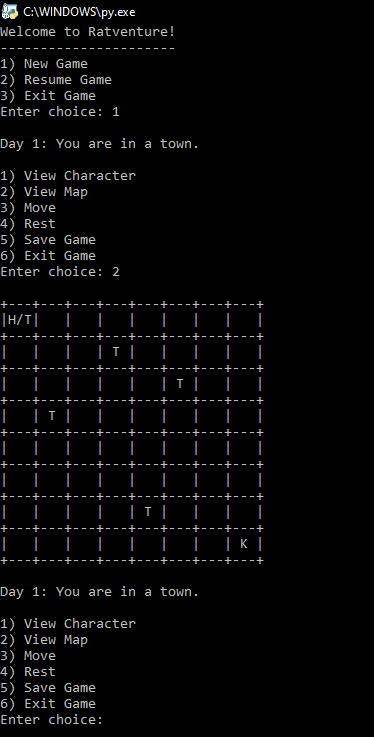 C:\WINDOWS\py.exe
Welcome to Ratventure!
----------------------
1) New Game
2) Resume Game
3) Exit Game
Enter choice: 1
Day 1: You are in a town.
1) View Character
2) View Map
3) Move
4) Rest
5) Save Game
6) Exit Game
Enter choice: 2
+---+---+---+---+---+---+---+---+
|H/T|   |   |   |   |   |   |   |
+---+---+---+---+---+---+---+---+
|   |   |   | T |   |   |   |   |
+---+---+---+---+---+---+---+---+
|   |   |   |   |   | T |   |   |
+---+---+---+---+---+---+---+---+
|   | T |   |   |   |   |   |   |
+---+---+---+---+---+---+---+---+
|   |   |   |   |   |   |   |   |
+---+---+---+---+---+---+---+---+
|   |   |   |   |   |   |   |   |
+---+---+---+---+---+---+---+---+
|   |   |   |   | T |   |   |   |
+---+---+---+---+---+---+---+---+
|   |   |   |   |   |   |   | K |
+---+---+---+---+---+---+---+---+
Day 1: You are in a town.
1) View Character
2) View Map
3) Move
4) Rest
5) Save Game
6) Exit Game
Enter choice: